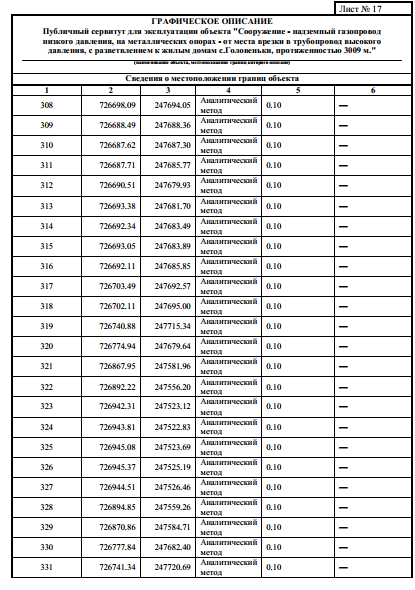 Лист № 17
ГРАФИЧЕСКОЕ ОПИСАНИЕ
Публичный сервитут для эксплуатации объекта "Сооружение - надземный газопровод
низкого давления, на металлических опорах - от места врезки в трубопровод высокого
давления, с разветвлением к жилым домам с.Головеньки, протяженностью 3009 м."
(наименование объекта, местоположение границ которого описано)
Сведения о местоположении границ объекта
1 2 3 4 5 6
308 726698.09 247694.05 Аналитический метод 0.10 —
309 726688.49 247688.36 Аналитический метод 0.10 —
310 726687.62 247687.30 Аналитический метод 0.10 —
311 726687.71 247685.77 Аналитический метод 0.10 —
312 726690.51 247679.93 Аналитический метод 0.10 —
313 726693.38 247681.70 Аналитический метод 0.10 —
314 726692.34 247683.49 Аналитический метод 0.10 —
315 726693.05 247683.89 Аналитический метод 0.10 —
316 726692.11 247685.85 Аналитический метод 0.10 —
317 726703.49 247692.57 Аналитический метод 0.10 —
318 726702.11 247695.00 Аналитический метод 0.10 —
319 726740.88 247715.34 Аналитический метод 0.10 —
320 726774.94 247679.64 Аналитический метод 0.10 —
321 726867.95 247581.96 Аналитический метод 0.10 —
322 726892.22 247556.20 Аналитический метод 0.10 —
323 726942.31 247523.12 Аналитический метод 0.10 —
324 726943.81 247522.83 Аналитический метод 0.10 —
325 726945.08 247523.69 Аналитический метод 0.10 —
326 726945.37 247525.19 Аналитический метод 0.10 —
327 726944.51 247526.46 Аналитический метод 0.10 —
328 726894.85 247559.26 Аналитический метод 0.10 —
329 726870.86 247584.71 Аналитический метод 0.10 —
330 726777.84 247682.40 Аналитический метод 0.10 —
331 726741.34 247720.69 Аналитический метод 0.10 —